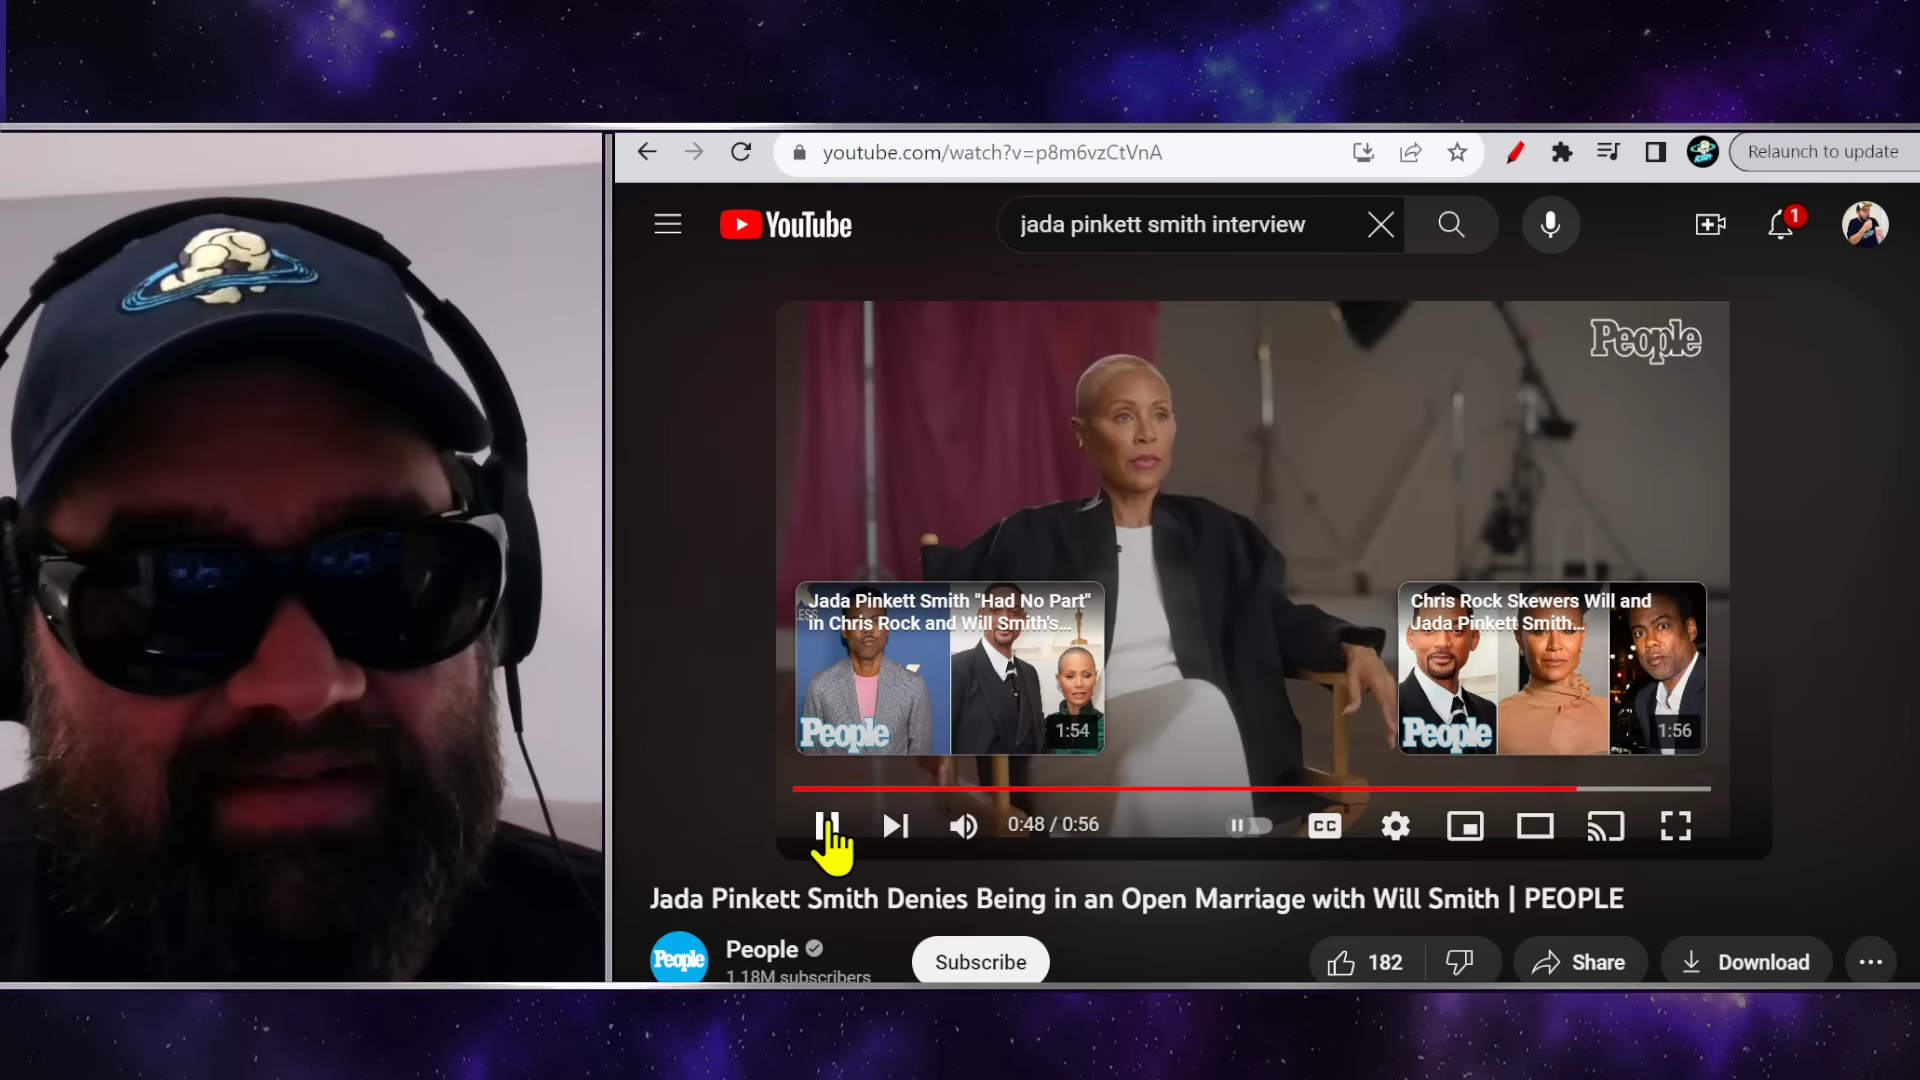 youtube.com/watch?v=p8m6vzCtVnA
Relaunch to update
YouTube
jada pinkett smith interview
1
People
Jada Pinkett Smith "Had No Part"
in Chris Rock and Will Smith's...
People
1:54
Chris Rock Skewers Will and
Jada Pinkett Smith...
People
1:56
0:48 / 0:56
CC
Jada Pinkett Smith Denies Being in an Open Marriage with Will Smith | PEOPLE
People
People
1.18M subscribers
Subscribe
182
Share
Download